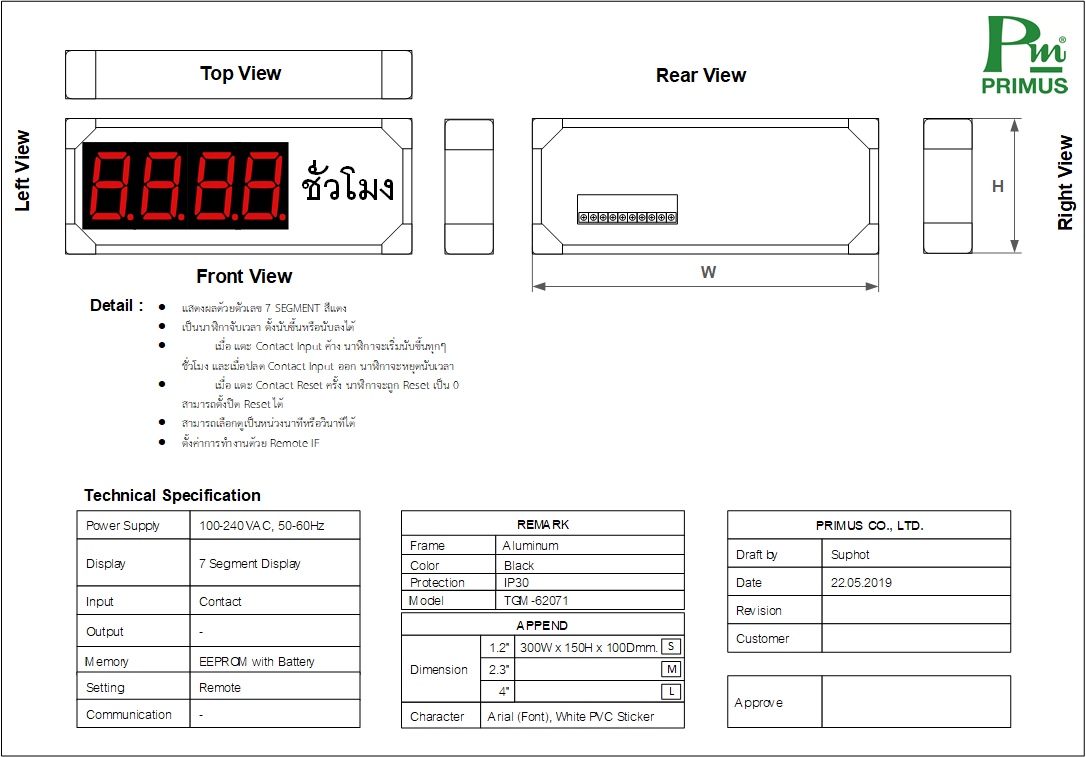 Pm®
PRIMUS
Top View
Rear View
Left View
Right View
8.8.8.8.
ชั่วโมง
H
W
Front View
Detail :
● แสดงผลด้วยตัวเลข 7 SEGMENT สีแดง
● เป็นนาฬิกาจับเวลา ตั้งนับขึ้นหรือนับลงได้
● เมื่อ แตะ Contact Input ค้าง นาฬิกาจะเริ่มนับขึ้นทุกๆ
ชั่วโมง และเมื่อปลด Contact Input ออก นาฬิกาจะหยุดนับเวลา
● เมื่อ แตะ Contact Reset ครั้ง นาฬิกาจะถูก Reset เป็น 0
สามารถตั้งปิด Reset ได้
● สามารถเลือกดูเป็นหน่วงนาทีหรือวินาทีได้
● ตั้งค่าการทำงานด้วย Remote IF
Technical Specification
Power Supply 100-240VAC, 50-60Hz
Display 7 Segment Display
Input Contact
Output -
Memory EEPROM with Battery
Setting Remote
Communication -
REMARK
Frame Aluminum
Color Black
Protection IP30
Model TGM-62071
APPEND
Dimension
1.2" 300W x 150H x 100Dmm. S
2.3" M
4" L
Character Arial (Font), White PVC Sticker
PRIMUS CO., LTD.
Draft by Suphot
Date 22.05.2019
Revision
Customer
Approve